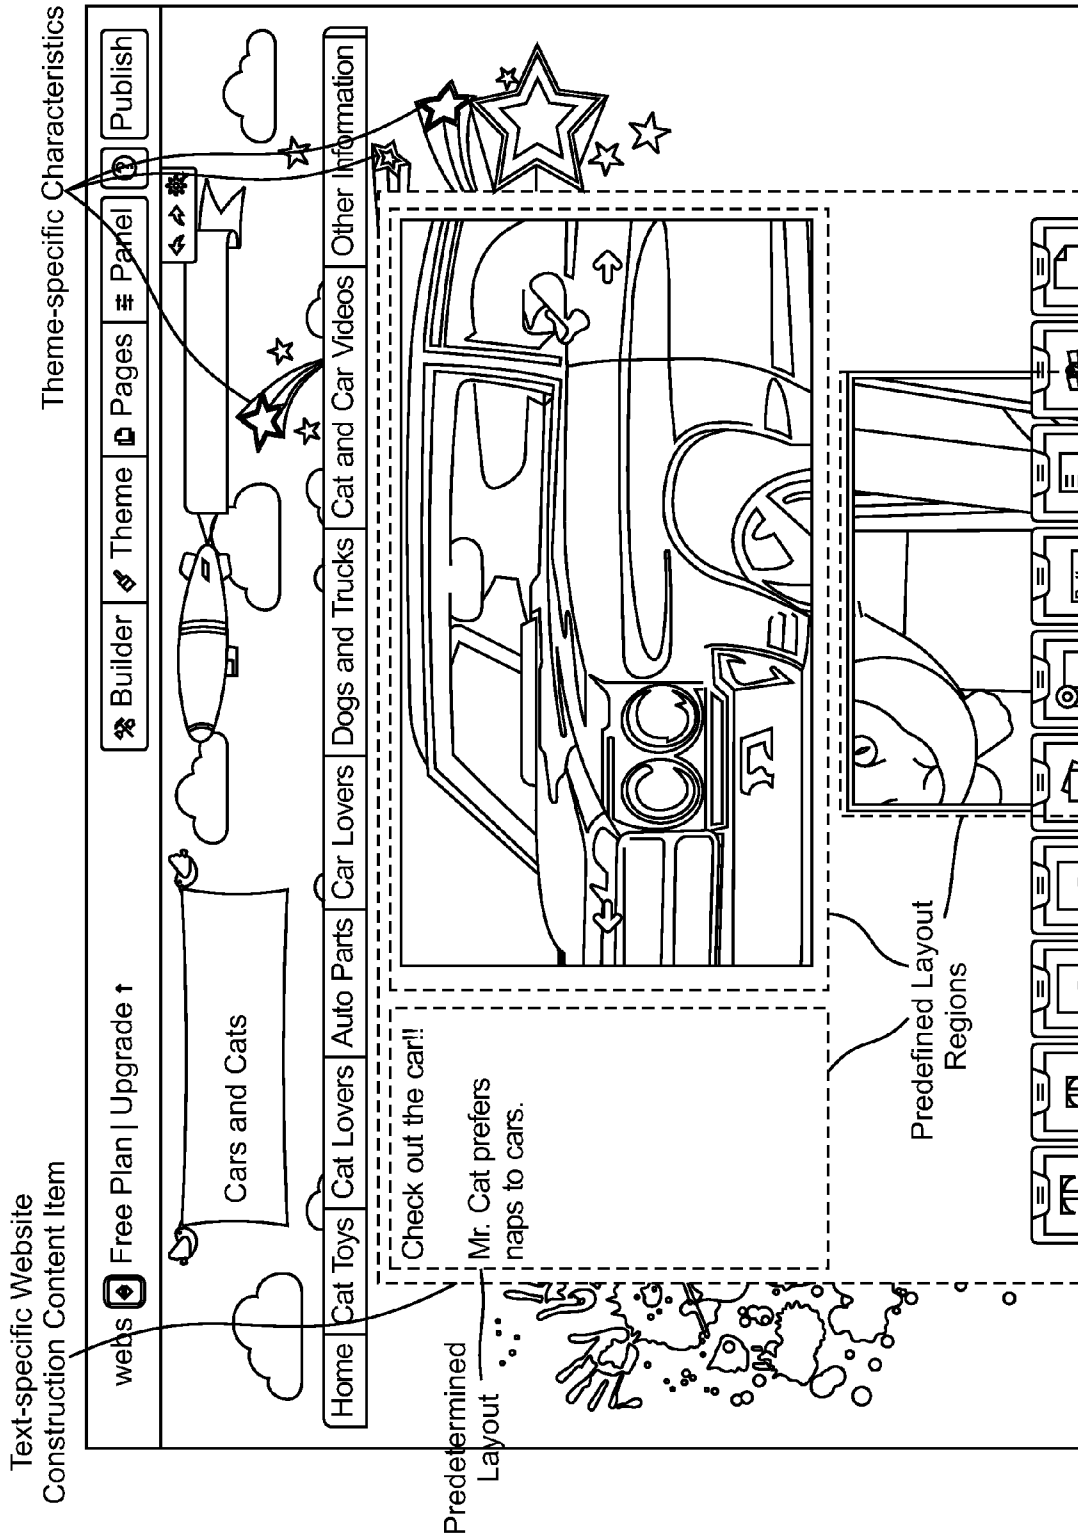 Text-specific Website
Construction Content Item
Theme-specific Characteristics
webs Free Plan | Upgrade ↑
Builder Theme Pages Panel ? Publish
Cars and Cats
Home Cat Toys Cat Lovers Auto Parts Car Lovers Dogs and Trucks Cat and Car Videos Other Information
Check out the car!!
Mr. Cat prefers
naps to cars.
Predetermined
Layout
Predefined Layout
Regions